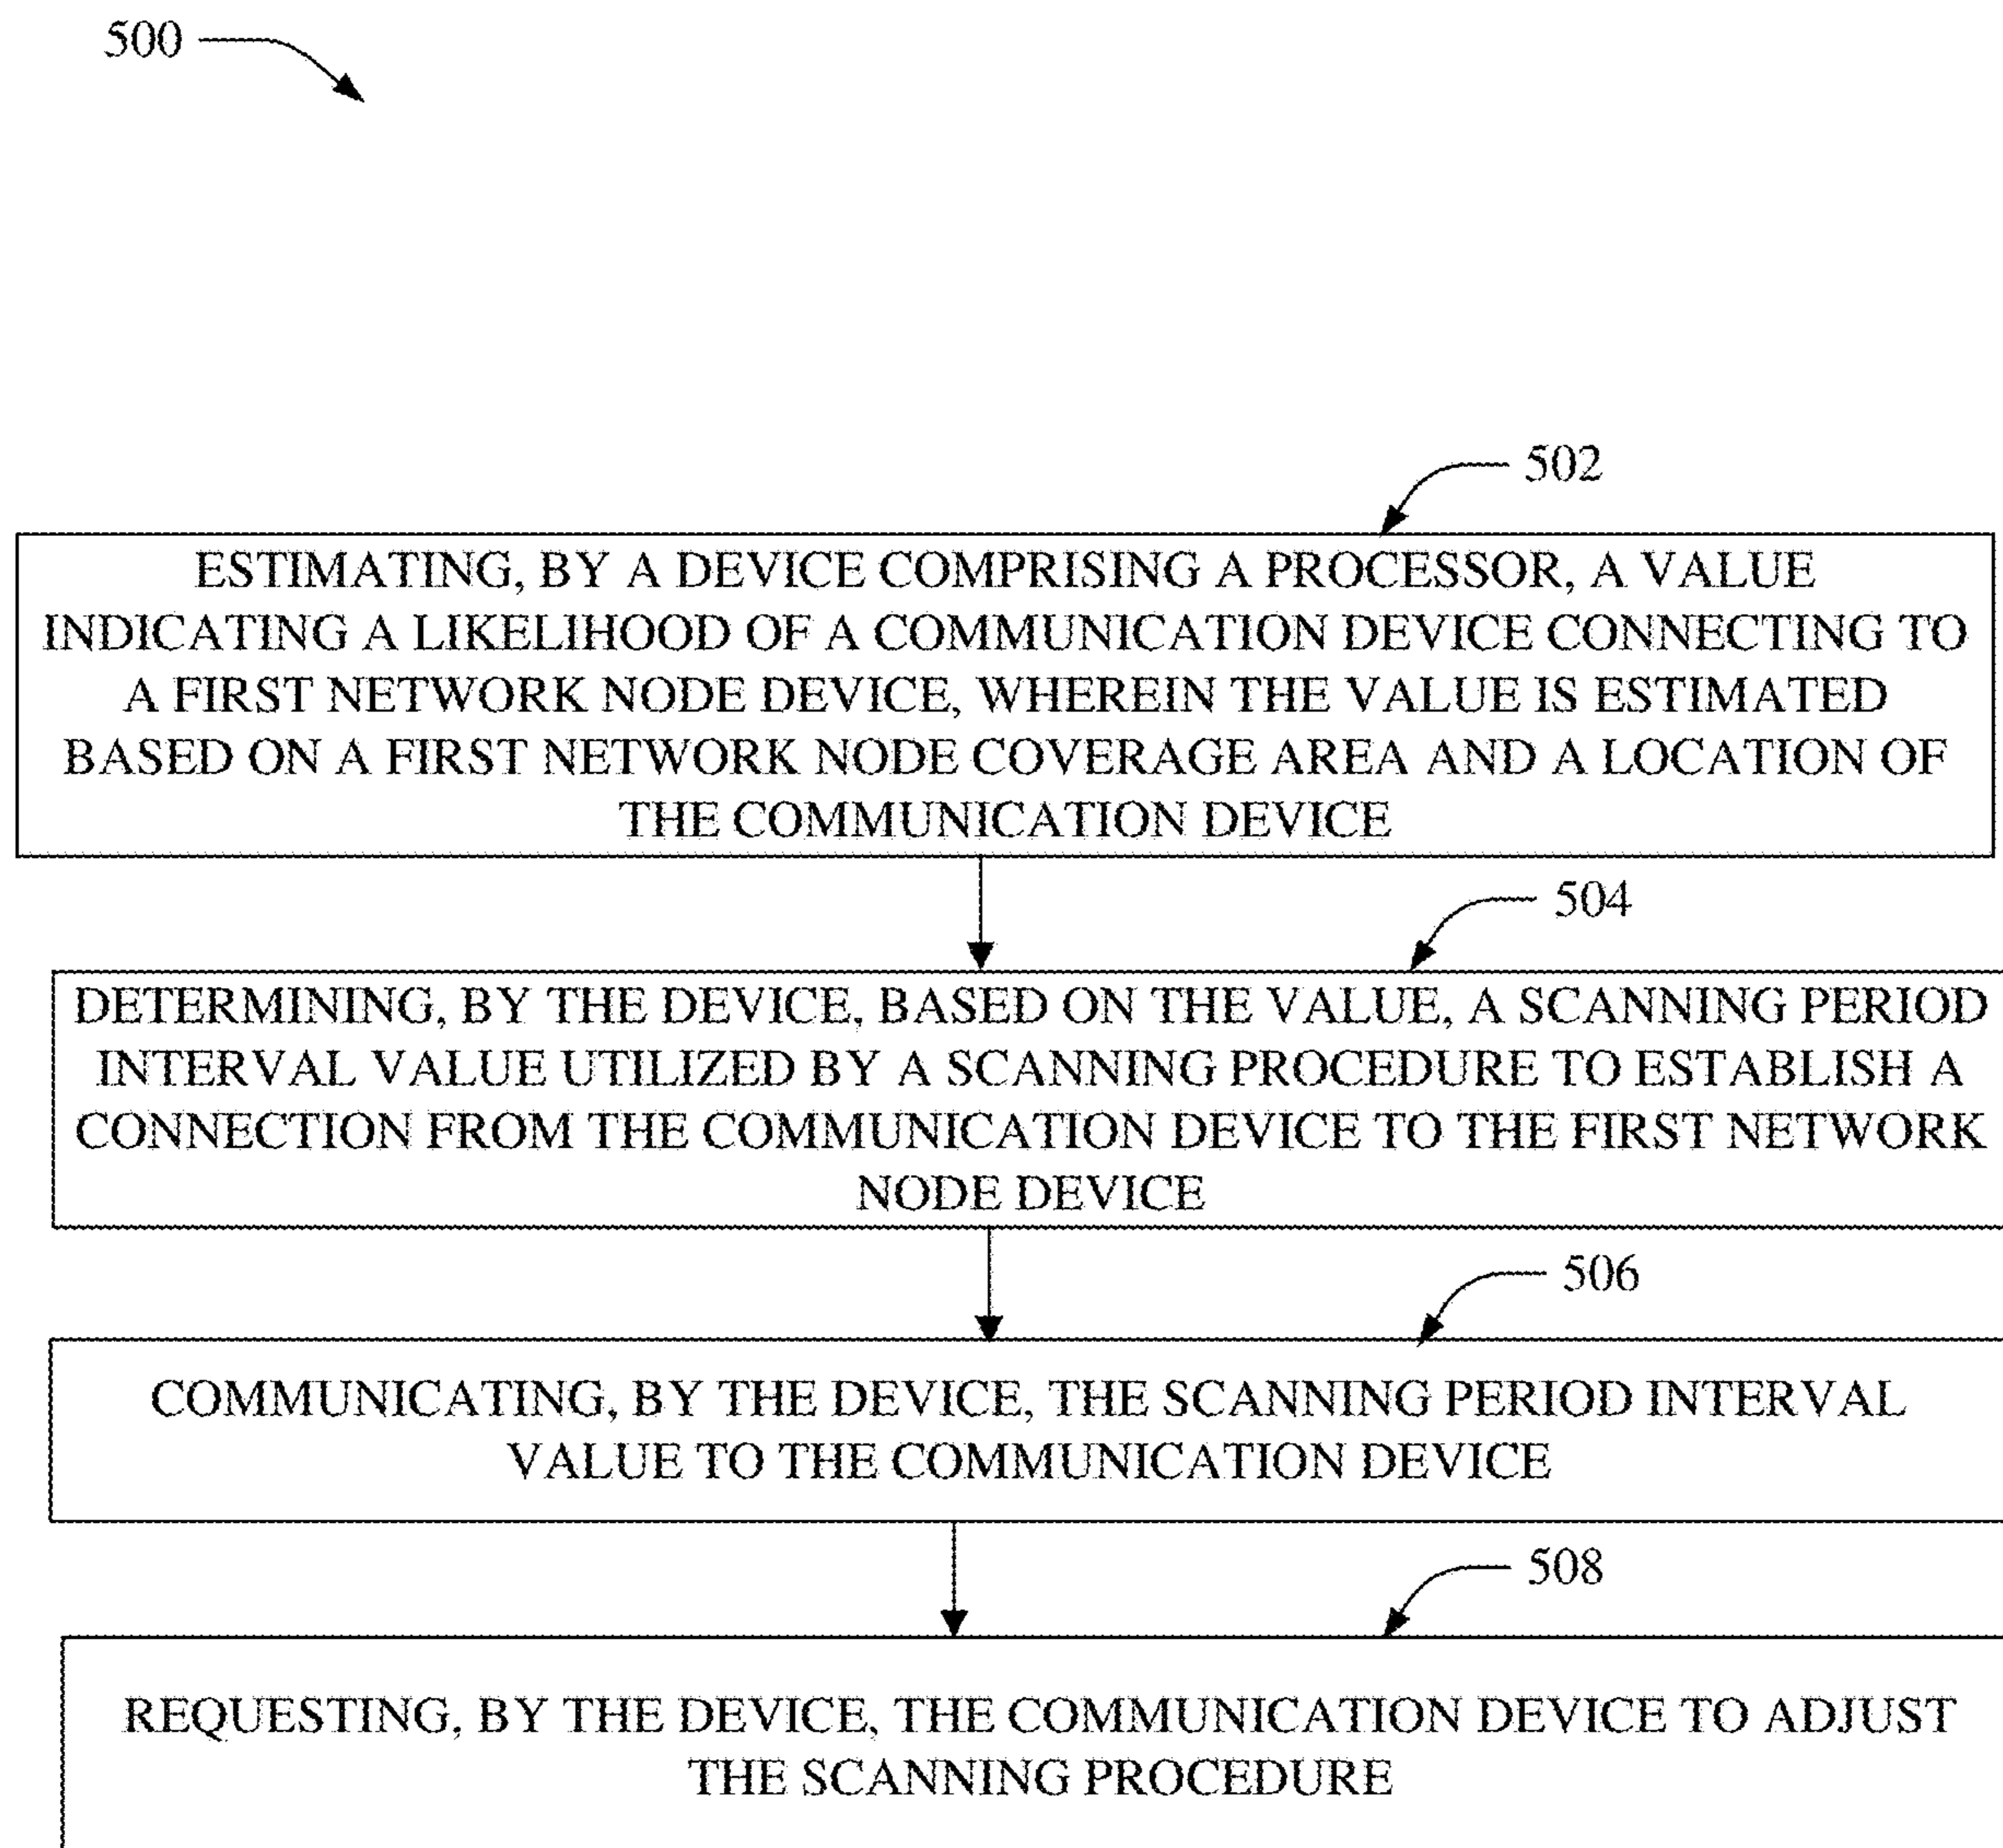 500
502
ESTIMATING, BY A DEVICE COMPRISING A PROCESSOR, A VALUE
INDICATING A LIKELIHOOD OF A COMMUNICATION DEVICE CONNECTING TO
A FIRST NETWORK NODE DEVICE, WHEREIN THE VALUE IS ESTIMATED
BASED ON A FIRST NETWORK NODE COVERAGE AREA AND A LOCATION OF
THE COMMUNICATION DEVICE
504
DETERMINING, BY THE DEVICE, BASED ON THE VALUE, A SCANNING PERIOD
INTERVAL VALUE UTILIZED BY A SCANNING PROCEDURE TO ESTABLISH A
CONNECTION FROM THE COMMUNICATION DEVICE TO THE FIRST NETWORK
NODE DEVICE
506
COMMUNICATING, BY THE DEVICE, THE SCANNING PERIOD INTERVAL
VALUE TO THE COMMUNICATION DEVICE
508
REQUESTING, BY THE DEVICE, THE COMMUNICATION DEVICE TO ADJUST
THE SCANNING PROCEDURE